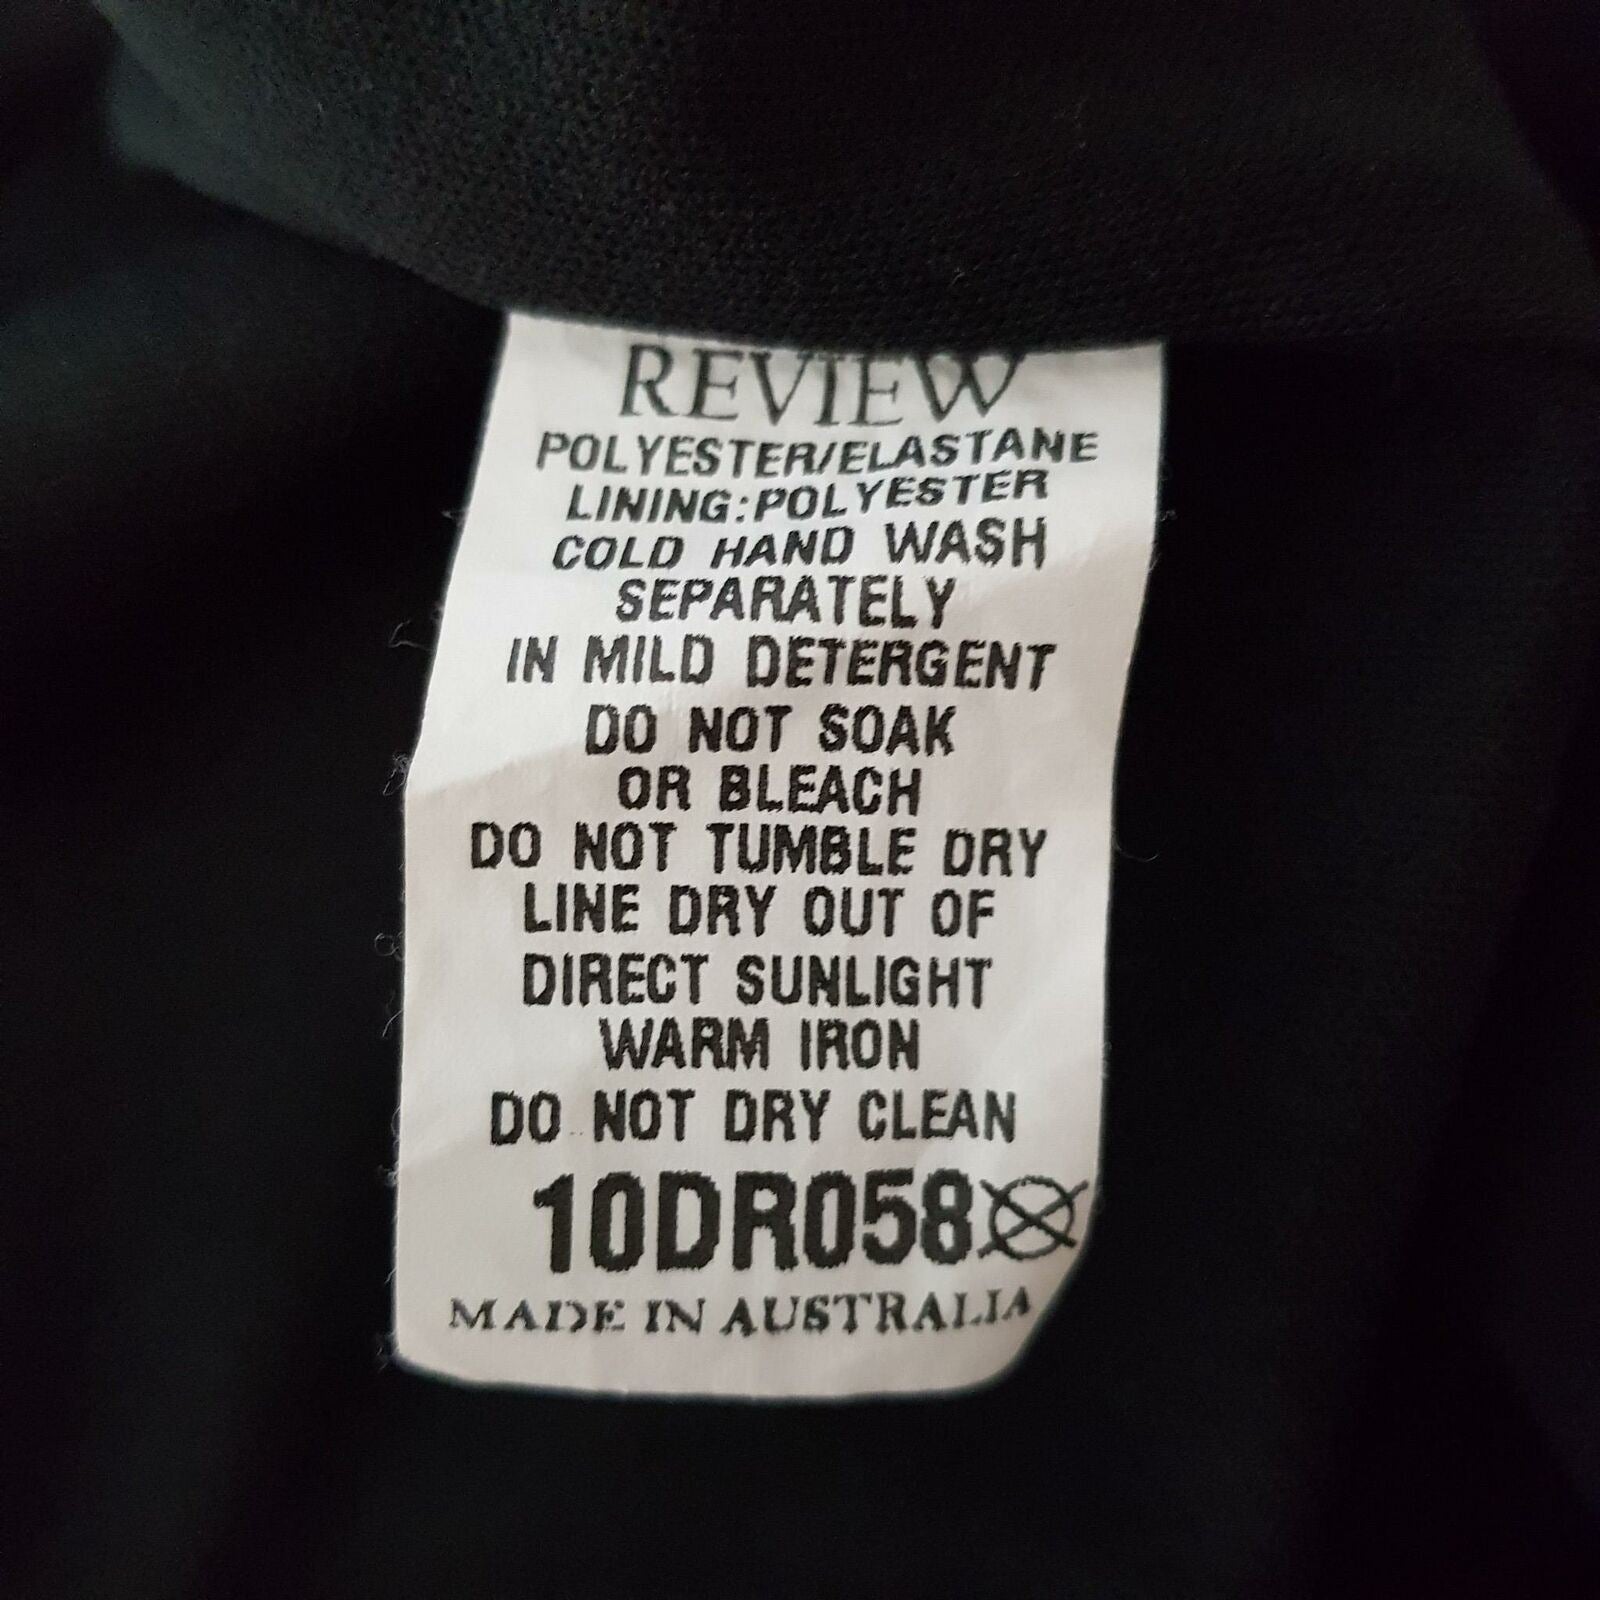 REVIEW
POLYESTER/ELASTANE
LINING:POLYESTER
COLD HAND WASH
SEPARATELY
IN MILD DETERGENT
DO NOT SOAK
OR BLEACH
DO NOT TUMBLE DRY
LINE DRY OUT OF
DIRECT SUNLIGHT
WARM IRON
DO NOT DRY CLEAN
10DR058
MADE IN AUSTRALIA